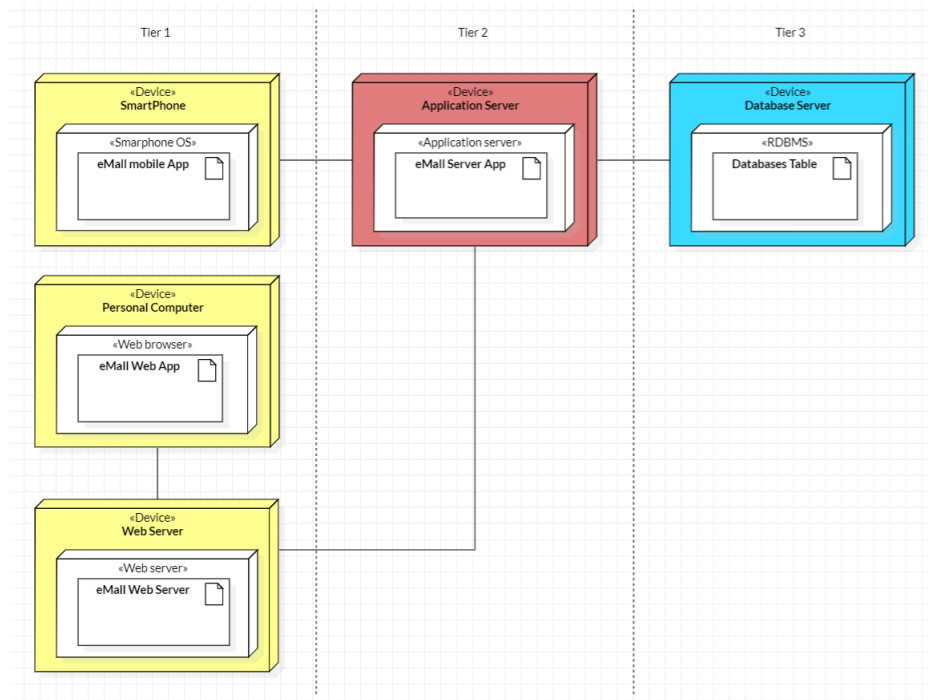 Tier 1
Tier 2
Tier 3
«Device»
SmartPhone
«Smarphone OS»
eMall mobile App
«Device»
Application Server
«Application server»
eMall Server App
«Device»
Database Server
«RDBMS»
Databases Table
«Device»
Personal Computer
«Web browser»
eMall Web App
«Device»
Web Server
«Web server»
eMall Web Server